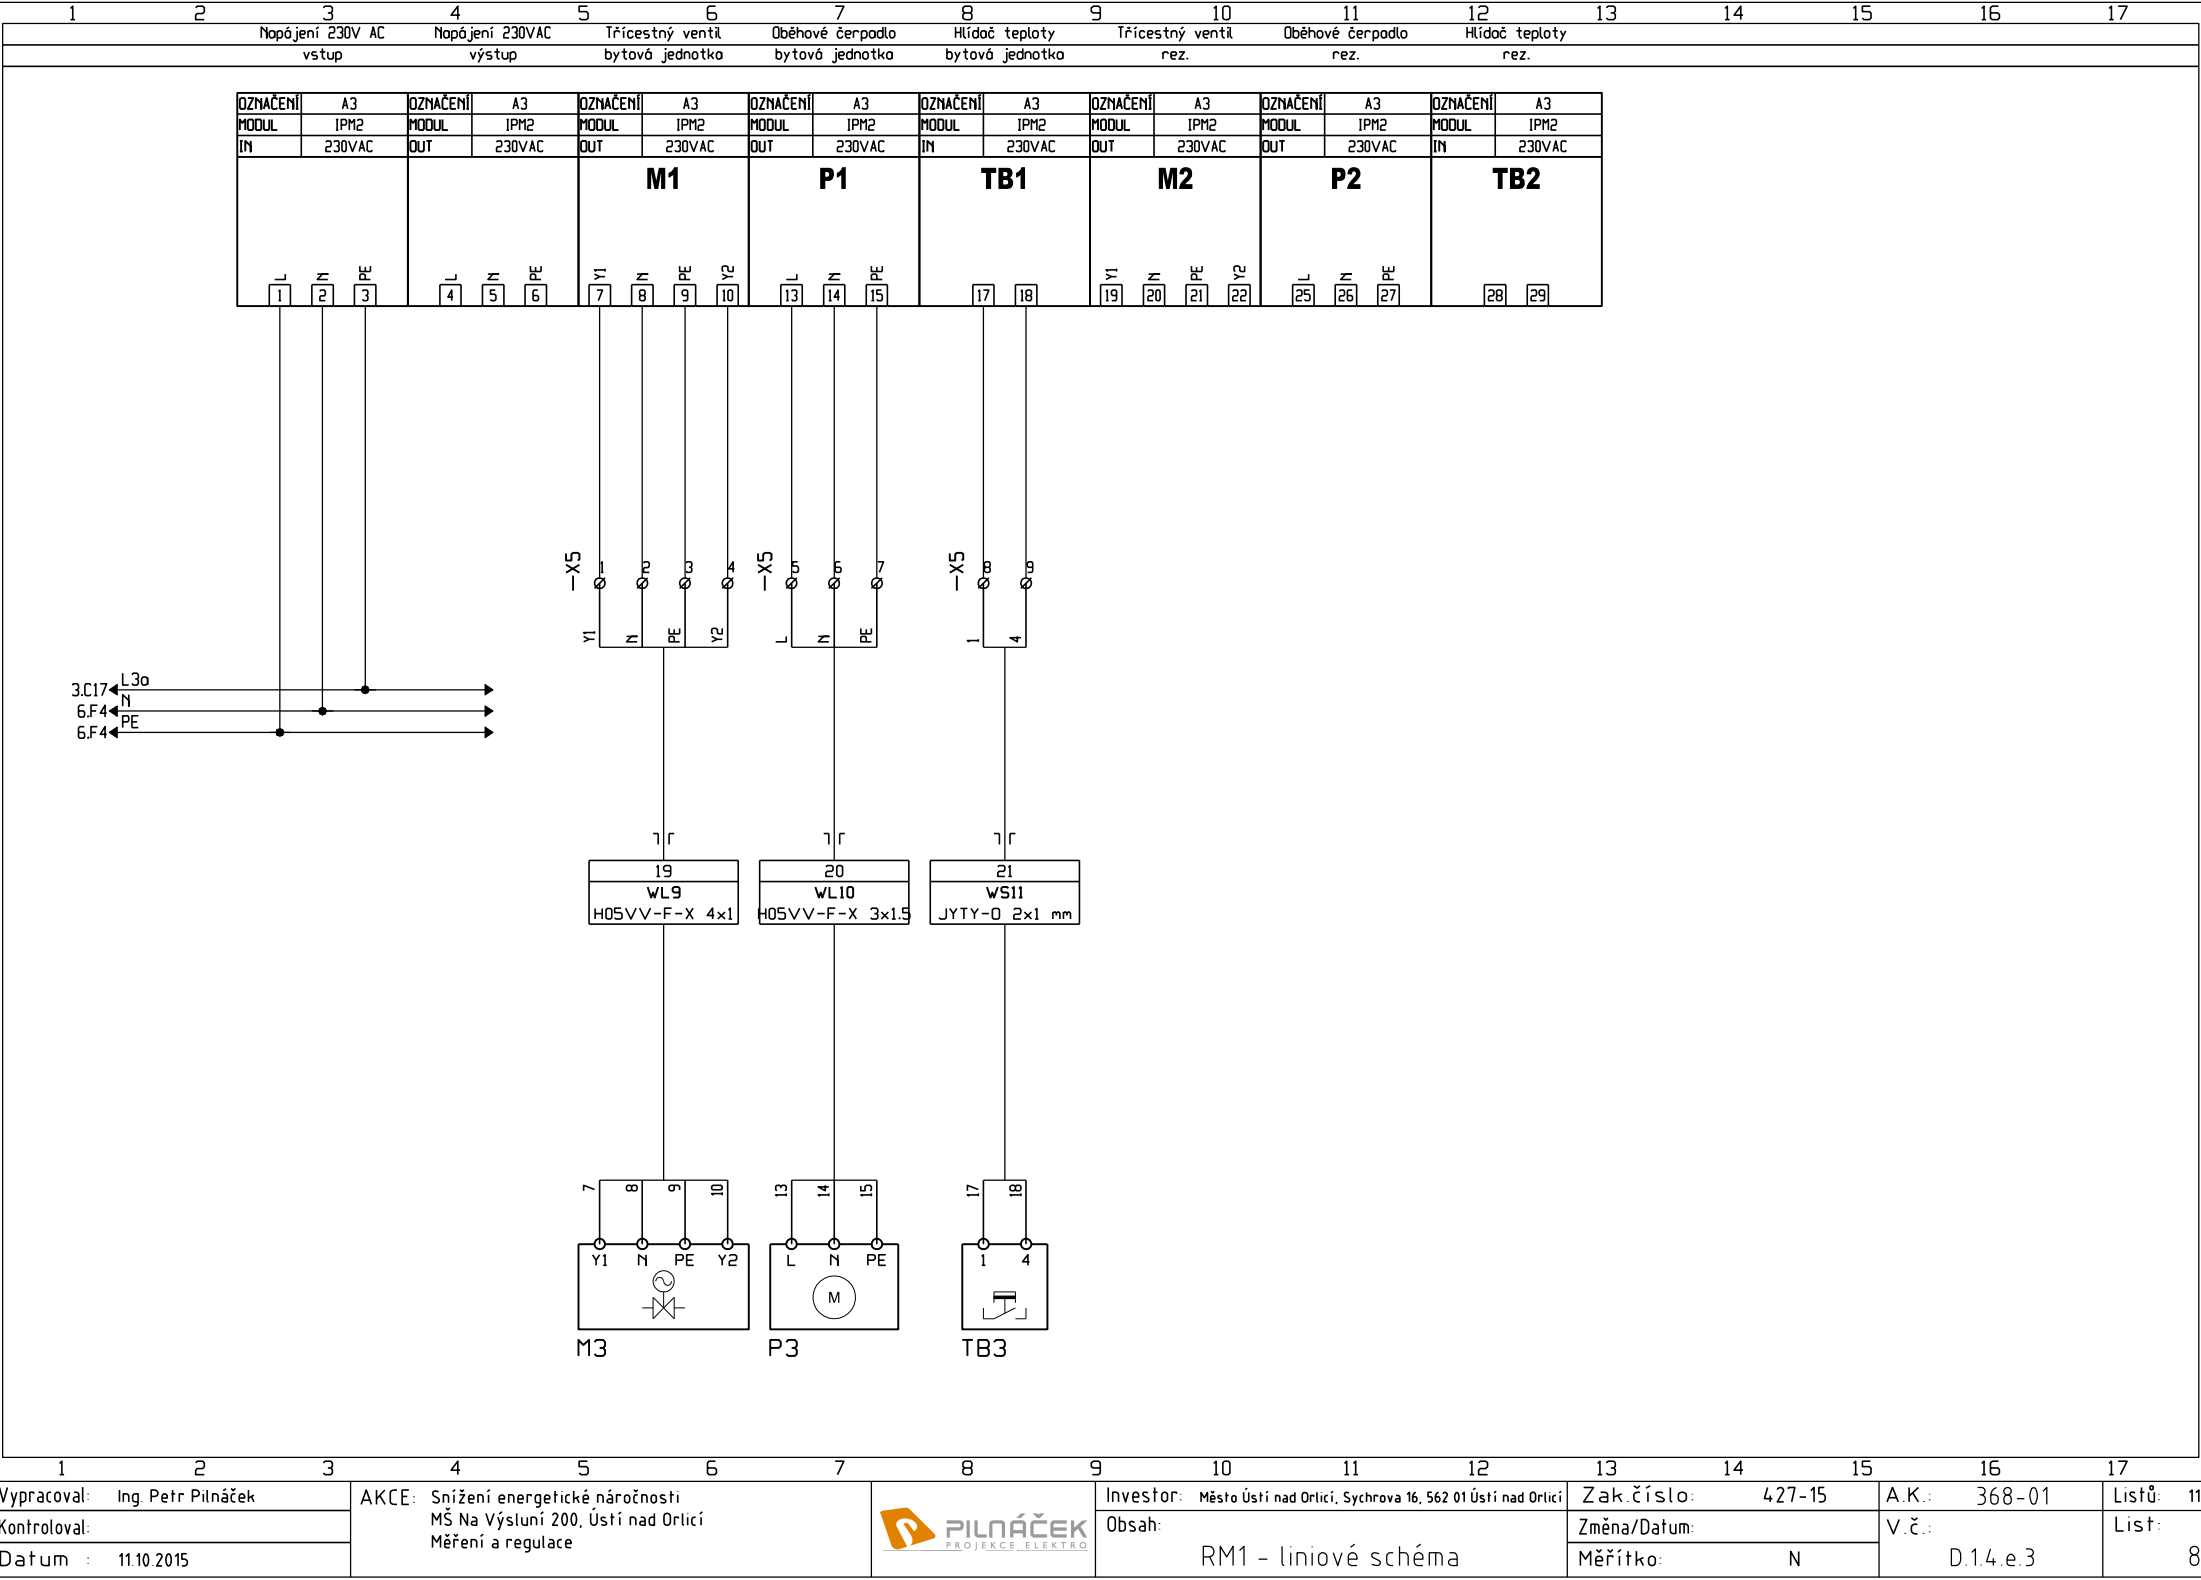 1 2 3 4 5 6 7 8 9 10 11 12 13 14 15 16 17
Napájení 230V AC Napájení 230VAC Třícestný ventil Oběhové čerpadlo Hlídač teploty Třícestný ventil Oběhové čerpadlo Hlídač teploty
vstup výstup bytová jednotka bytová jednotka bytová jednotka rez. rez. rez.
OZNAČENÍ A3 OZNAČENÍ A3 OZNAČENÍ A3 OZNAČENÍ A3 OZNAČENÍ A3 OZNAČENÍ A3 OZNAČENÍ A3 OZNAČENÍ A3
MODUL IPM2 MODUL IPM2 MODUL IPM2 MODUL IPM2 MODUL IPM2 MODUL IPM2 MODUL IPM2 MODUL IPM2
IN 230VAC OUT 230VAC OUT 230VAC OUT 230VAC IN 230VAC OUT 230VAC OUT 230VAC IN 230VAC
M1 P1 TB1 M2 P2 TB2
L N PE L N PE Y1 N PE Y2 L N PE Y1 N PE Y2 L N PE
1 2 3 4 5 6 7 8 9 10 13 14 15 17 18 19 20 21 22 25 26 27 28 29
-X5 1 2 3 4 -X5 5 6 7 -X5 8 9
Y1 N PE Y2 L N PE 1 4
3.C17 L3a
6.F4 N
6.F4 PE
19 20 21
WL9 WL10 WS11
H05VV-F-X 4x1 H05VV-F-X 3x1.5 JYTY-O 2x1 mm
7 8 9 10 13 14 15 17 18
Y1 N PE Y2 L N PE 1 4
M
M3 P3 TB3
1 2 3 4 5 6 7 8 9 10 11 12 13 14 15 16 17
Vypracoval: Ing. Petr Pilnáček
Kontroloval:
Datum : 11.10.2015
AKCE: Snížení energetické náročnosti
MŠ Na Výsluní 200, Ústí nad Orlicí
Měření a regulace
PILNÁČEK
PROJEKCE ELEKTRO
Investor: Město Ústí nad Orlicí, Sychrova 16, 562 01 Ústí nad Orlicí
Obsah:
RM1 - liniové schéma
Zak.číslo: 427-15
Změna/Datum:
Měřítko: N
A.K.: 368-01
V.č.:
D.1.4.e.3
Listů: 11
List:
8